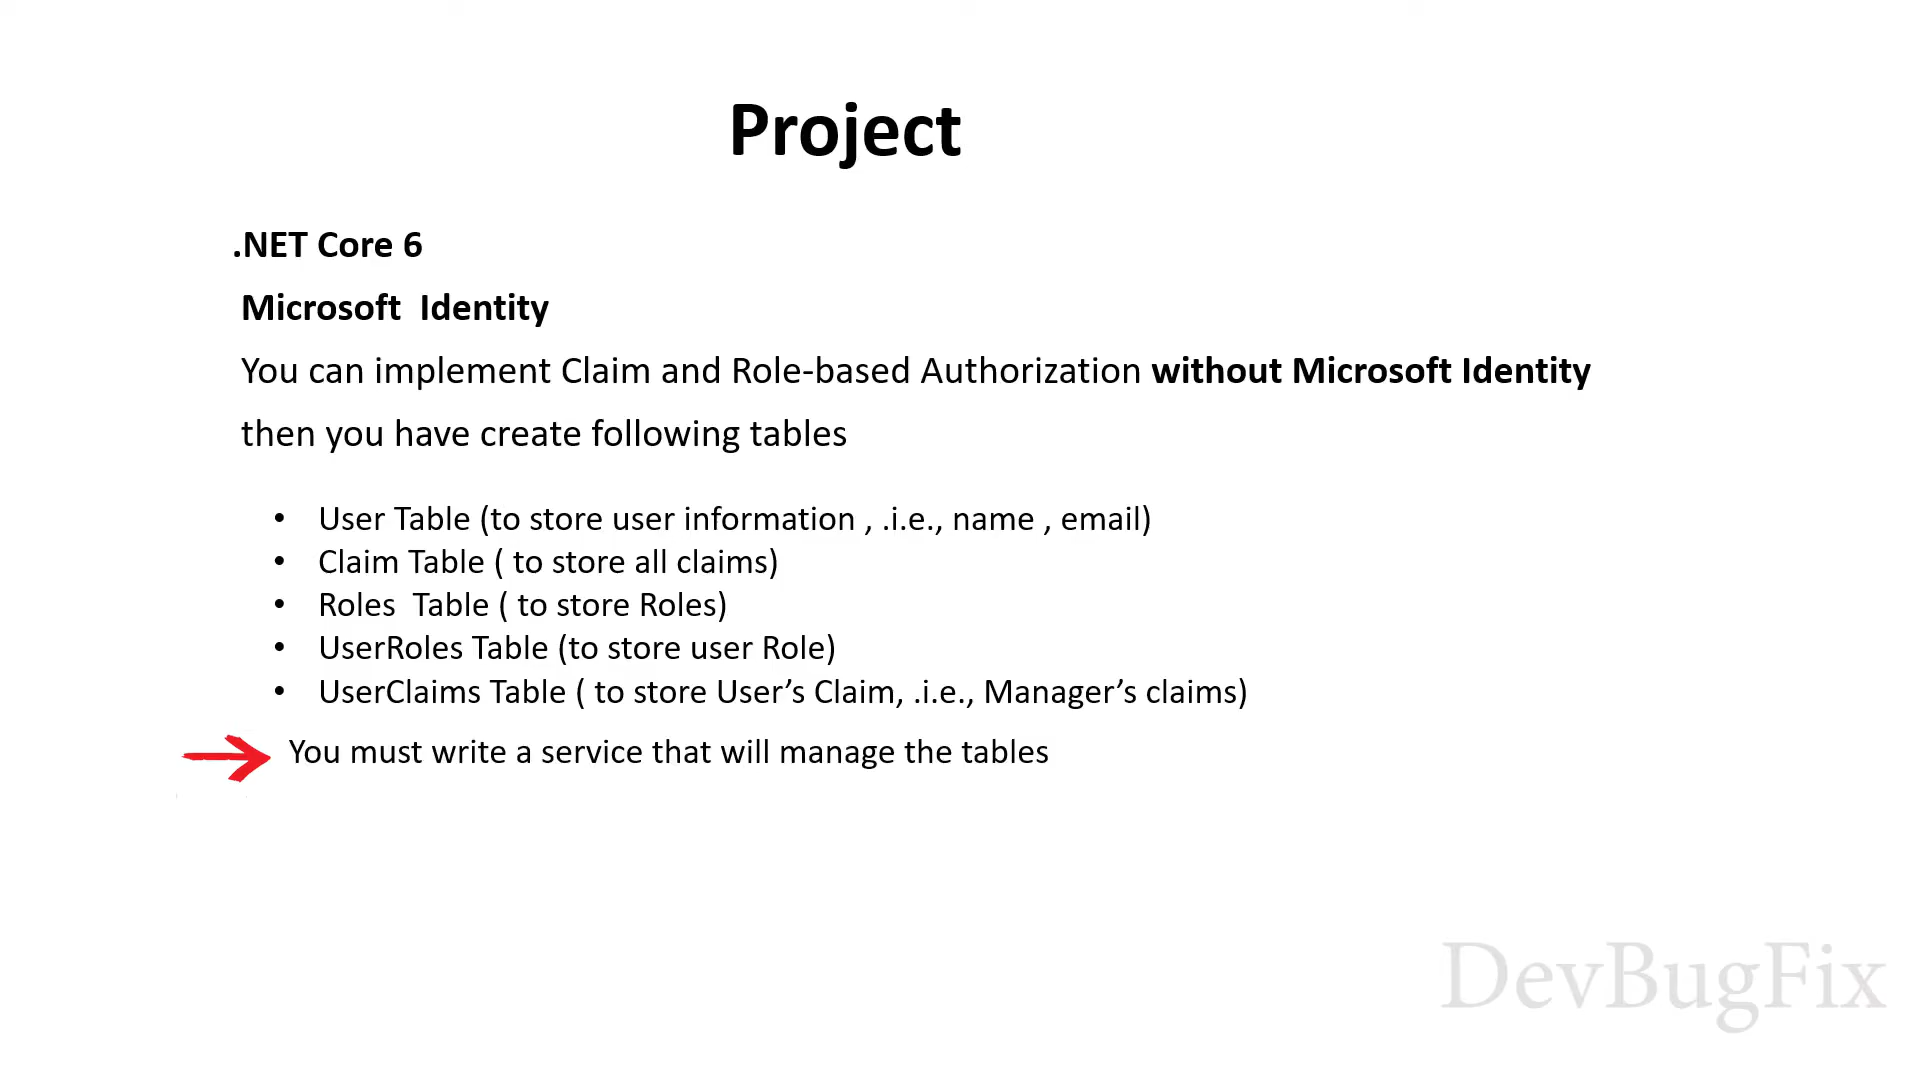 Project
.NET Core 6
Microsoft  Identity
You can implement Claim and Role-based Authorization without Microsoft Identity
then you have create following tables
• User Table (to store user information , .i.e., name , email)
• Claim Table ( to store all claims)
• Roles  Table ( to store Roles)
• UserRoles Table (to store user Role)
• UserClaims Table ( to store User’s Claim, .i.e., Manager’s claims)
You must write a service that will manage the tables
DevBugFix